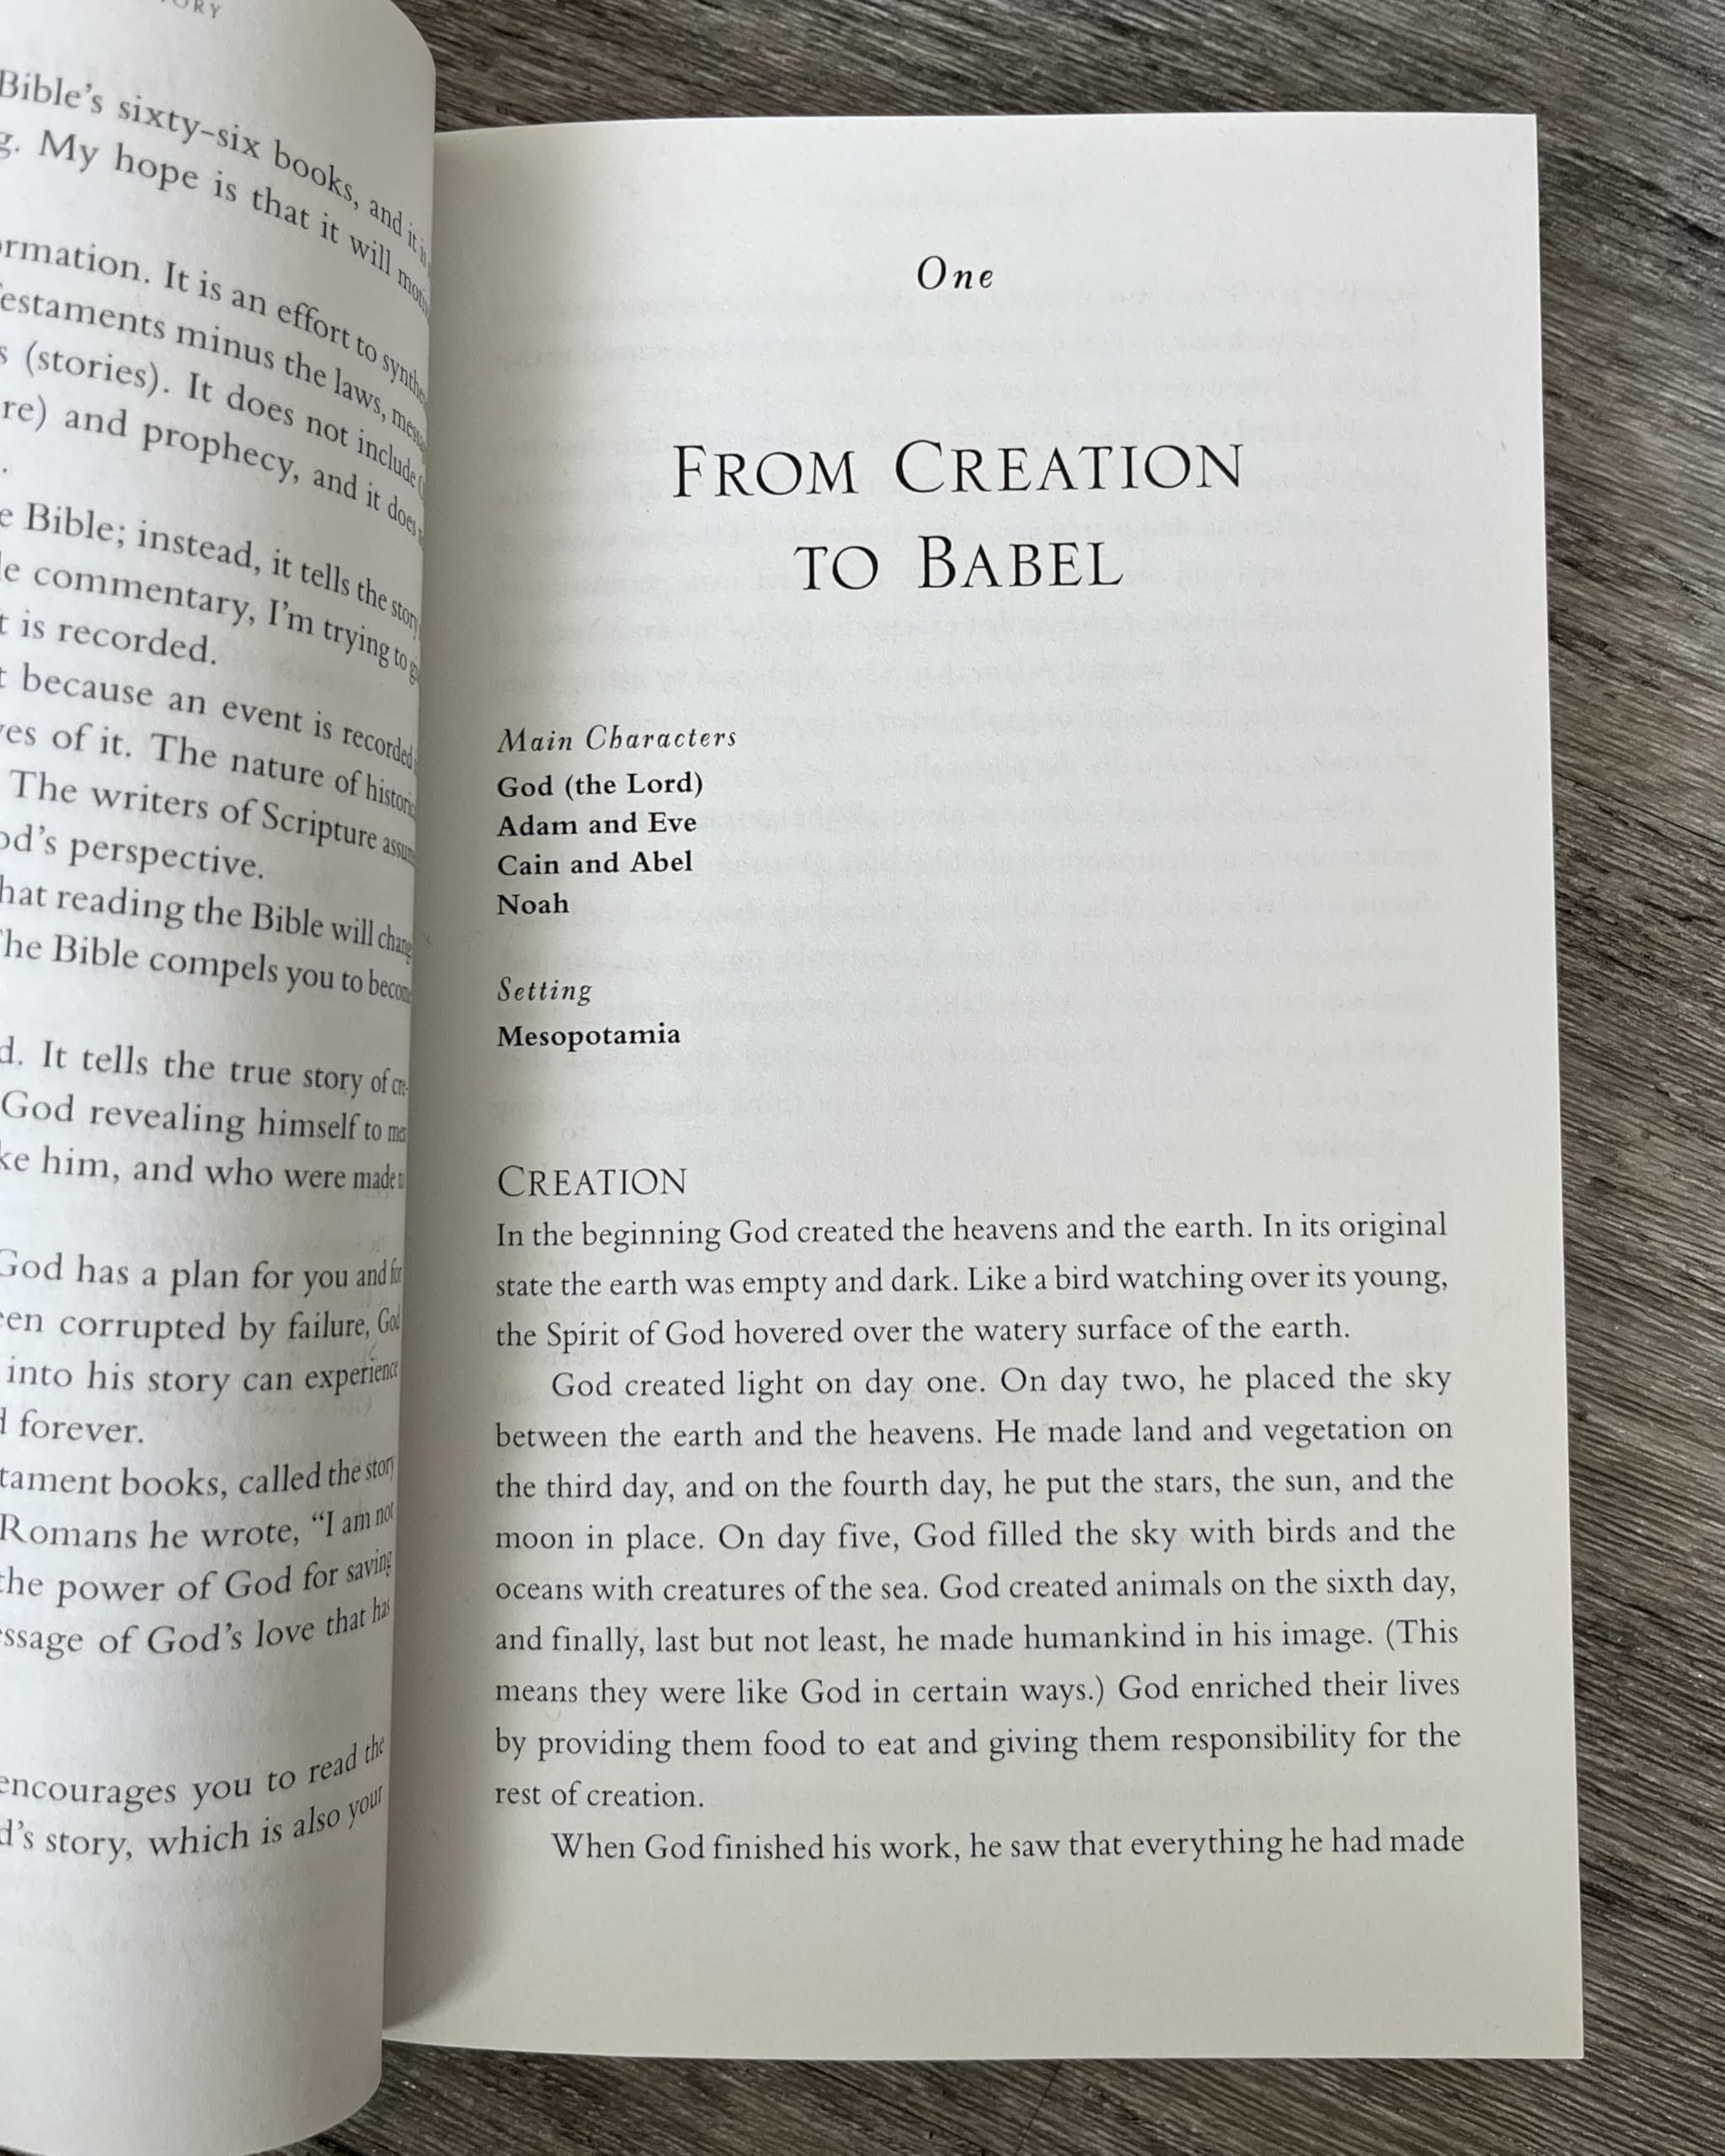 Bible's sixty-six books, and it
My hope is that it will
It is an effort to
minus the laws,
(stories). It does not include
and prophecy, and it does
Bible; instead, it tells the story
commentary, I'm trying to
is recorded.
because an event is recorded
of it. The nature of
The writers of Scripture
perspective.
reading the Bible will
The Bible compels you to
It tells the true story of
God revealing himself to
him, and who were made
God has a plan for you and
corrupted by failure, God
into his story can experience
forever.
books, called the story
Romans he wrote, “I am not
the power of God for saving
of God's love that has
encourages you to read the
story, which is also your
One
FROM CREATION
TO BABEL
Main Characters
God (the Lord)
Adam and Eve
Cain and Abel
Noah
Setting
Mesopotamia
CREATION
In the beginning God created the heavens and the earth. In its original
state the earth was empty and dark. Like a bird watching over its young,
the Spirit of God hovered over the watery surface of the earth.
God created light on day one. On day two, he placed the sky
between the earth and the heavens. He made land and vegetation on
the third day, and on the fourth day, he put the stars, the sun, and the
moon in place. On day five, God filled the sky with birds and the
oceans with creatures of the sea. God created animals on the sixth day,
and finally, last but not least, he made humankind in his image. (This
means they were like God in certain ways.) God enriched their lives
by providing them food to eat and giving them responsibility for the
rest of creation.
When God finished his work, he saw that everything he had made